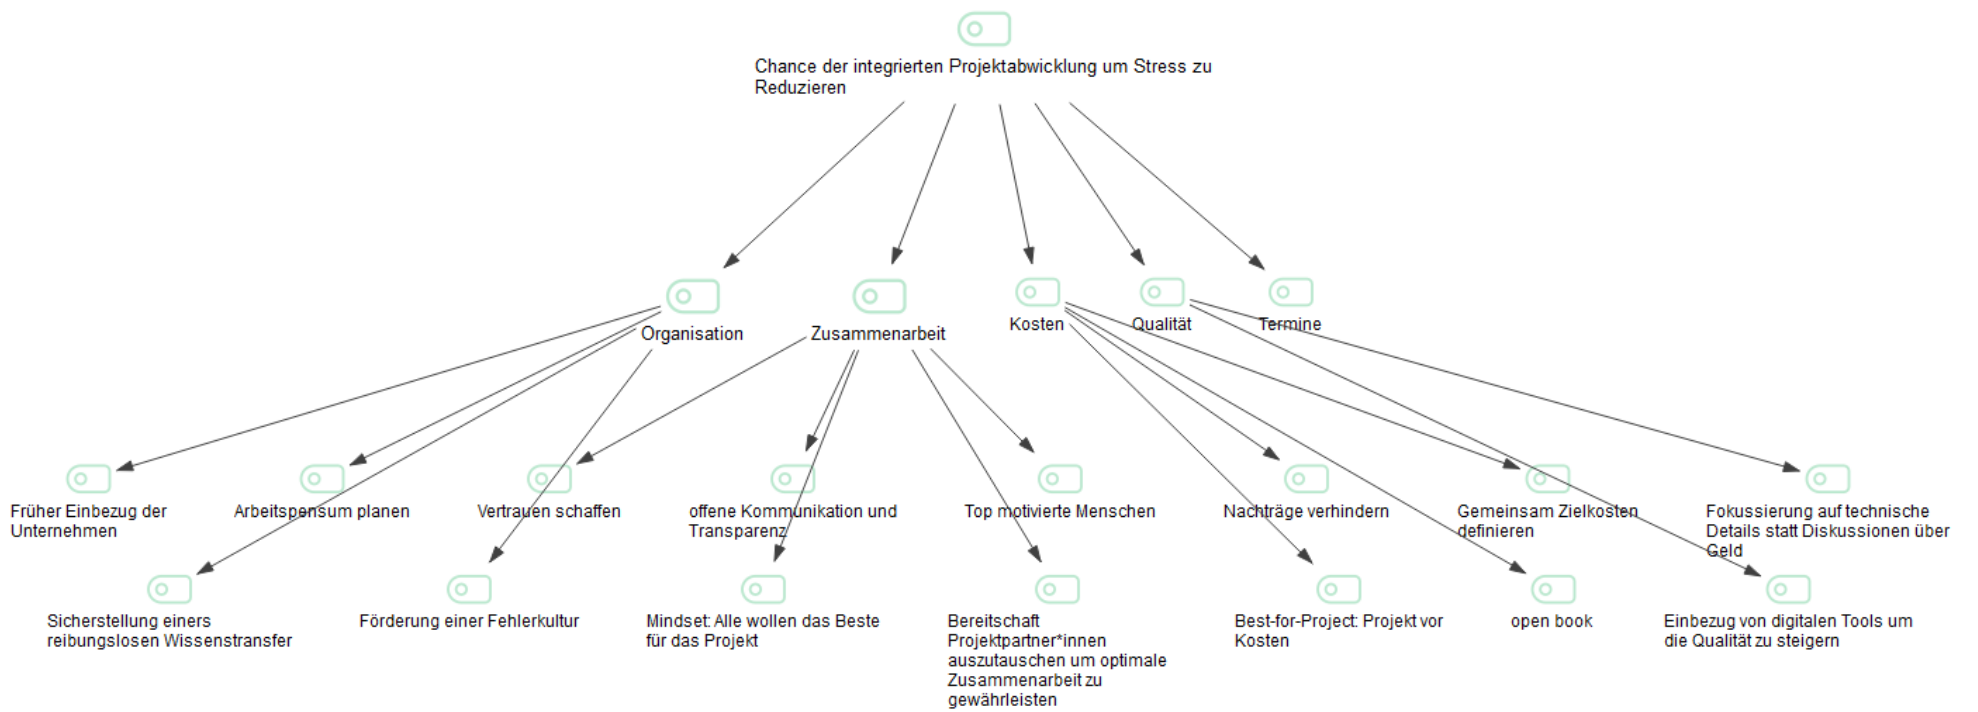 Chance der integrierten Projektabwicklung um Stress zu
Reduzieren
Organisation
Zusammenarbeit
Kosten
Qualität
Termine
Früher Einbezug der
Unternehmen
Arbeitspensum planen
Vertrauen schaffen
offene Kommunikation und
Transparenz
Top motivierte Menschen
Nachträge verhindern
Gemeinsam Zielkosten
definieren
Fokussierung auf technische
Details statt Diskussionen über
Geld
Sicherstellung einers
reibungslosen Wissenstransfer
Förderung einer Fehlerkultur
Mindset: Alle wollen das Beste
für das Projekt
Bereitschaft
Projektpartner*innen
auszutauschen um optimale
Zusammenarbeit zu
gewährleisten
Best-for-Project: Projekt vor
Kosten
open book
Einbezug von digitalen Tools um
die Qualität zu steigern